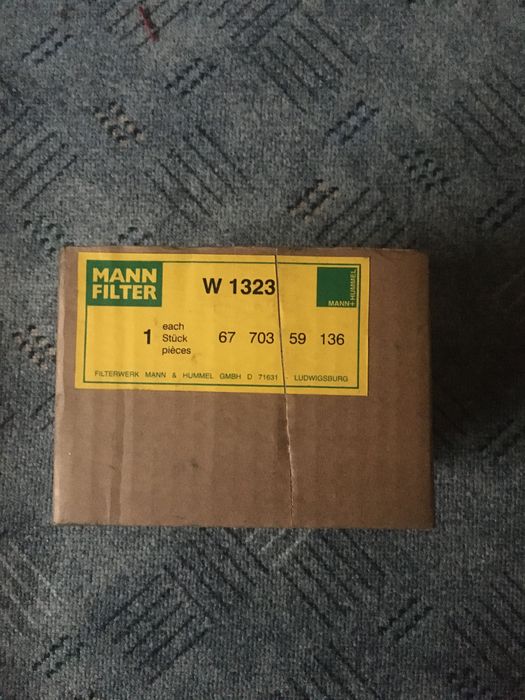 MANN
FILTER
W 1323
MANN+HUMMEL
1 each
Stück
pièces
67 703 59 136
FILTERWERK MANN & HUMMEL GMBH D 71631 LUDWIGSBURG